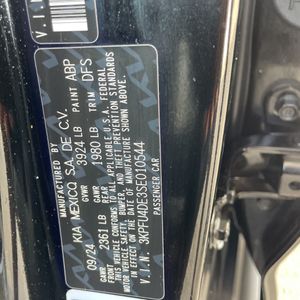 MANUFACTURED BY
KIA MEXICO S.A. DE C.V.
GVWR 3924 LB PAINT ABP
09/24 GAWR FRONT 2361 LB GAWR REAR 1980 LB TRIM DFS
THIS VEHICLE CONFORMS TO ALL APPLICABLE U.S.A. FEDERAL
MOTOR VEHICLE SAFETY, BUMPER, AND THEFT PREVENTION STANDARDS
IN EFFECT ON THE DATE OF MANUFACTURE SHOWN ABOVE.
V.I.N. 3KPFU4DE3SE010544
PASSENGER CAR
V.I.N